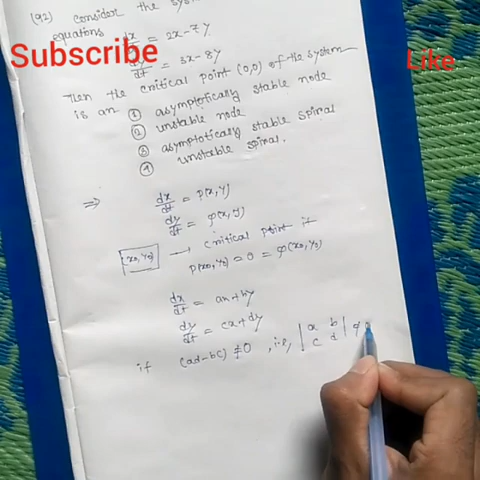 (92) consider the sys
equations
dx = 2x-7y
Subscribe
Like
dy/dt = 3x-8y
Then the critical point (0,0) of the system
is an ① asymptotically stable node
② unstable node
③ asymptotically stable spiral
④ unstable spiral.
⇒ dx/dt = P(x,y)
dy/dt = Q(x,y)
(x0, y0) → critical point if
P(x0,y0) = 0 = Q(x0,y0)
dx/dt = ax+by
dy/dt = cx+dy
if (ad-bc) ≠0 , i.e, | a b
c d | ≠